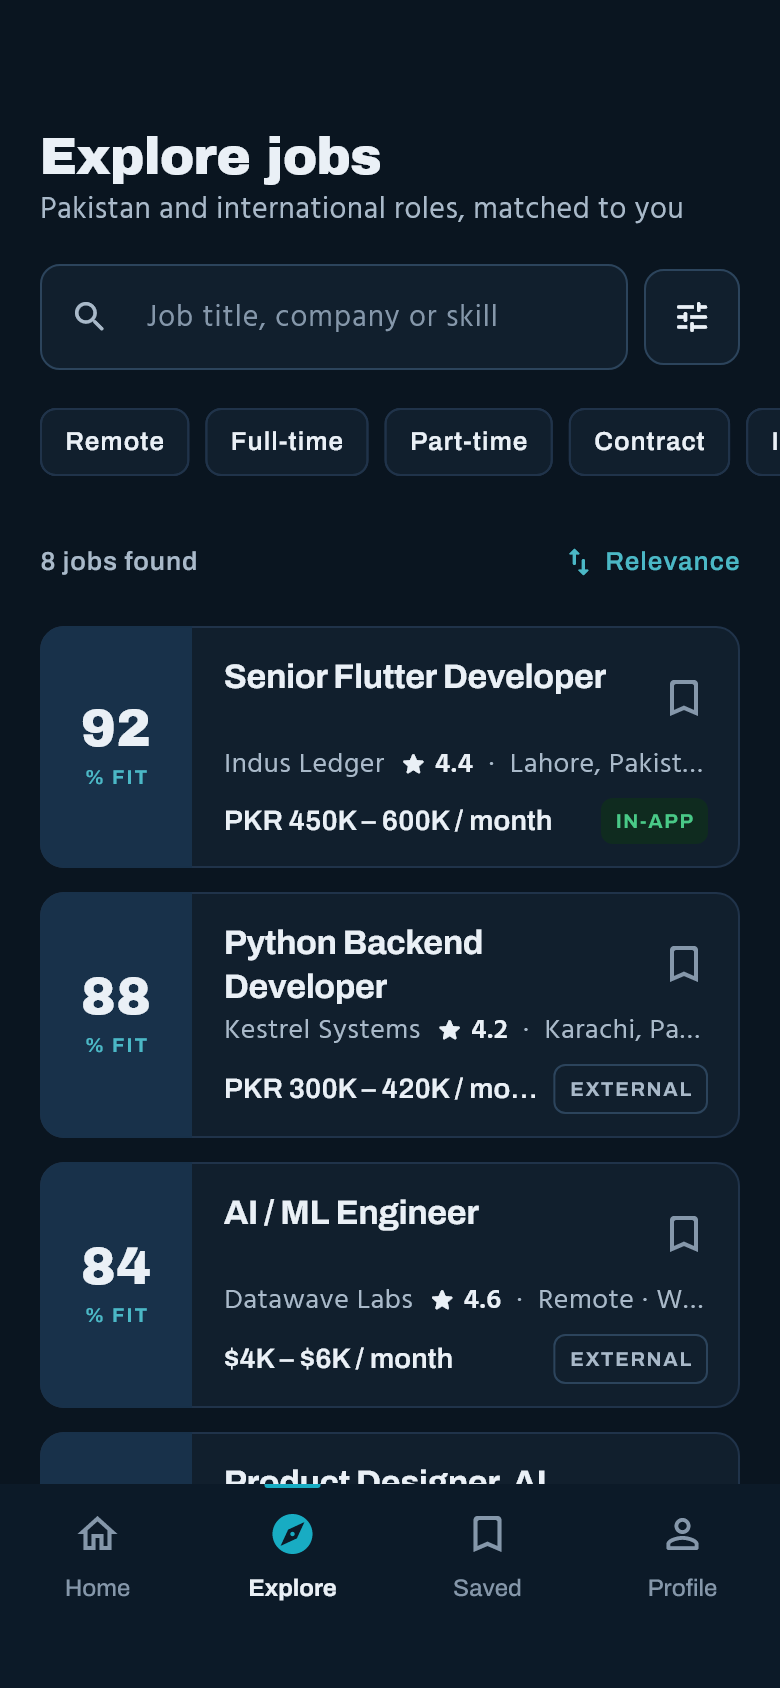 Explore jobs
Pakistan and international roles, matched to you
Job title, company or skill
Remote Full-time Part-time Contract
8 jobs found Relevance
Senior Flutter Developer
92
% FIT
Indus Ledger ★ 4.4 · Lahore, Pakist...
PKR 450K – 600K / month IN-APP
Python Backend
Developer
88
% FIT
Kestrel Systems ★ 4.2 · Karachi, Pa...
PKR 300K – 420K / mo... EXTERNAL
AI / ML Engineer
84
% FIT
Datawave Labs ★ 4.6 · Remote · W...
$4K – $6K / month EXTERNAL
Product Designer, AI
Home Explore Saved Profile